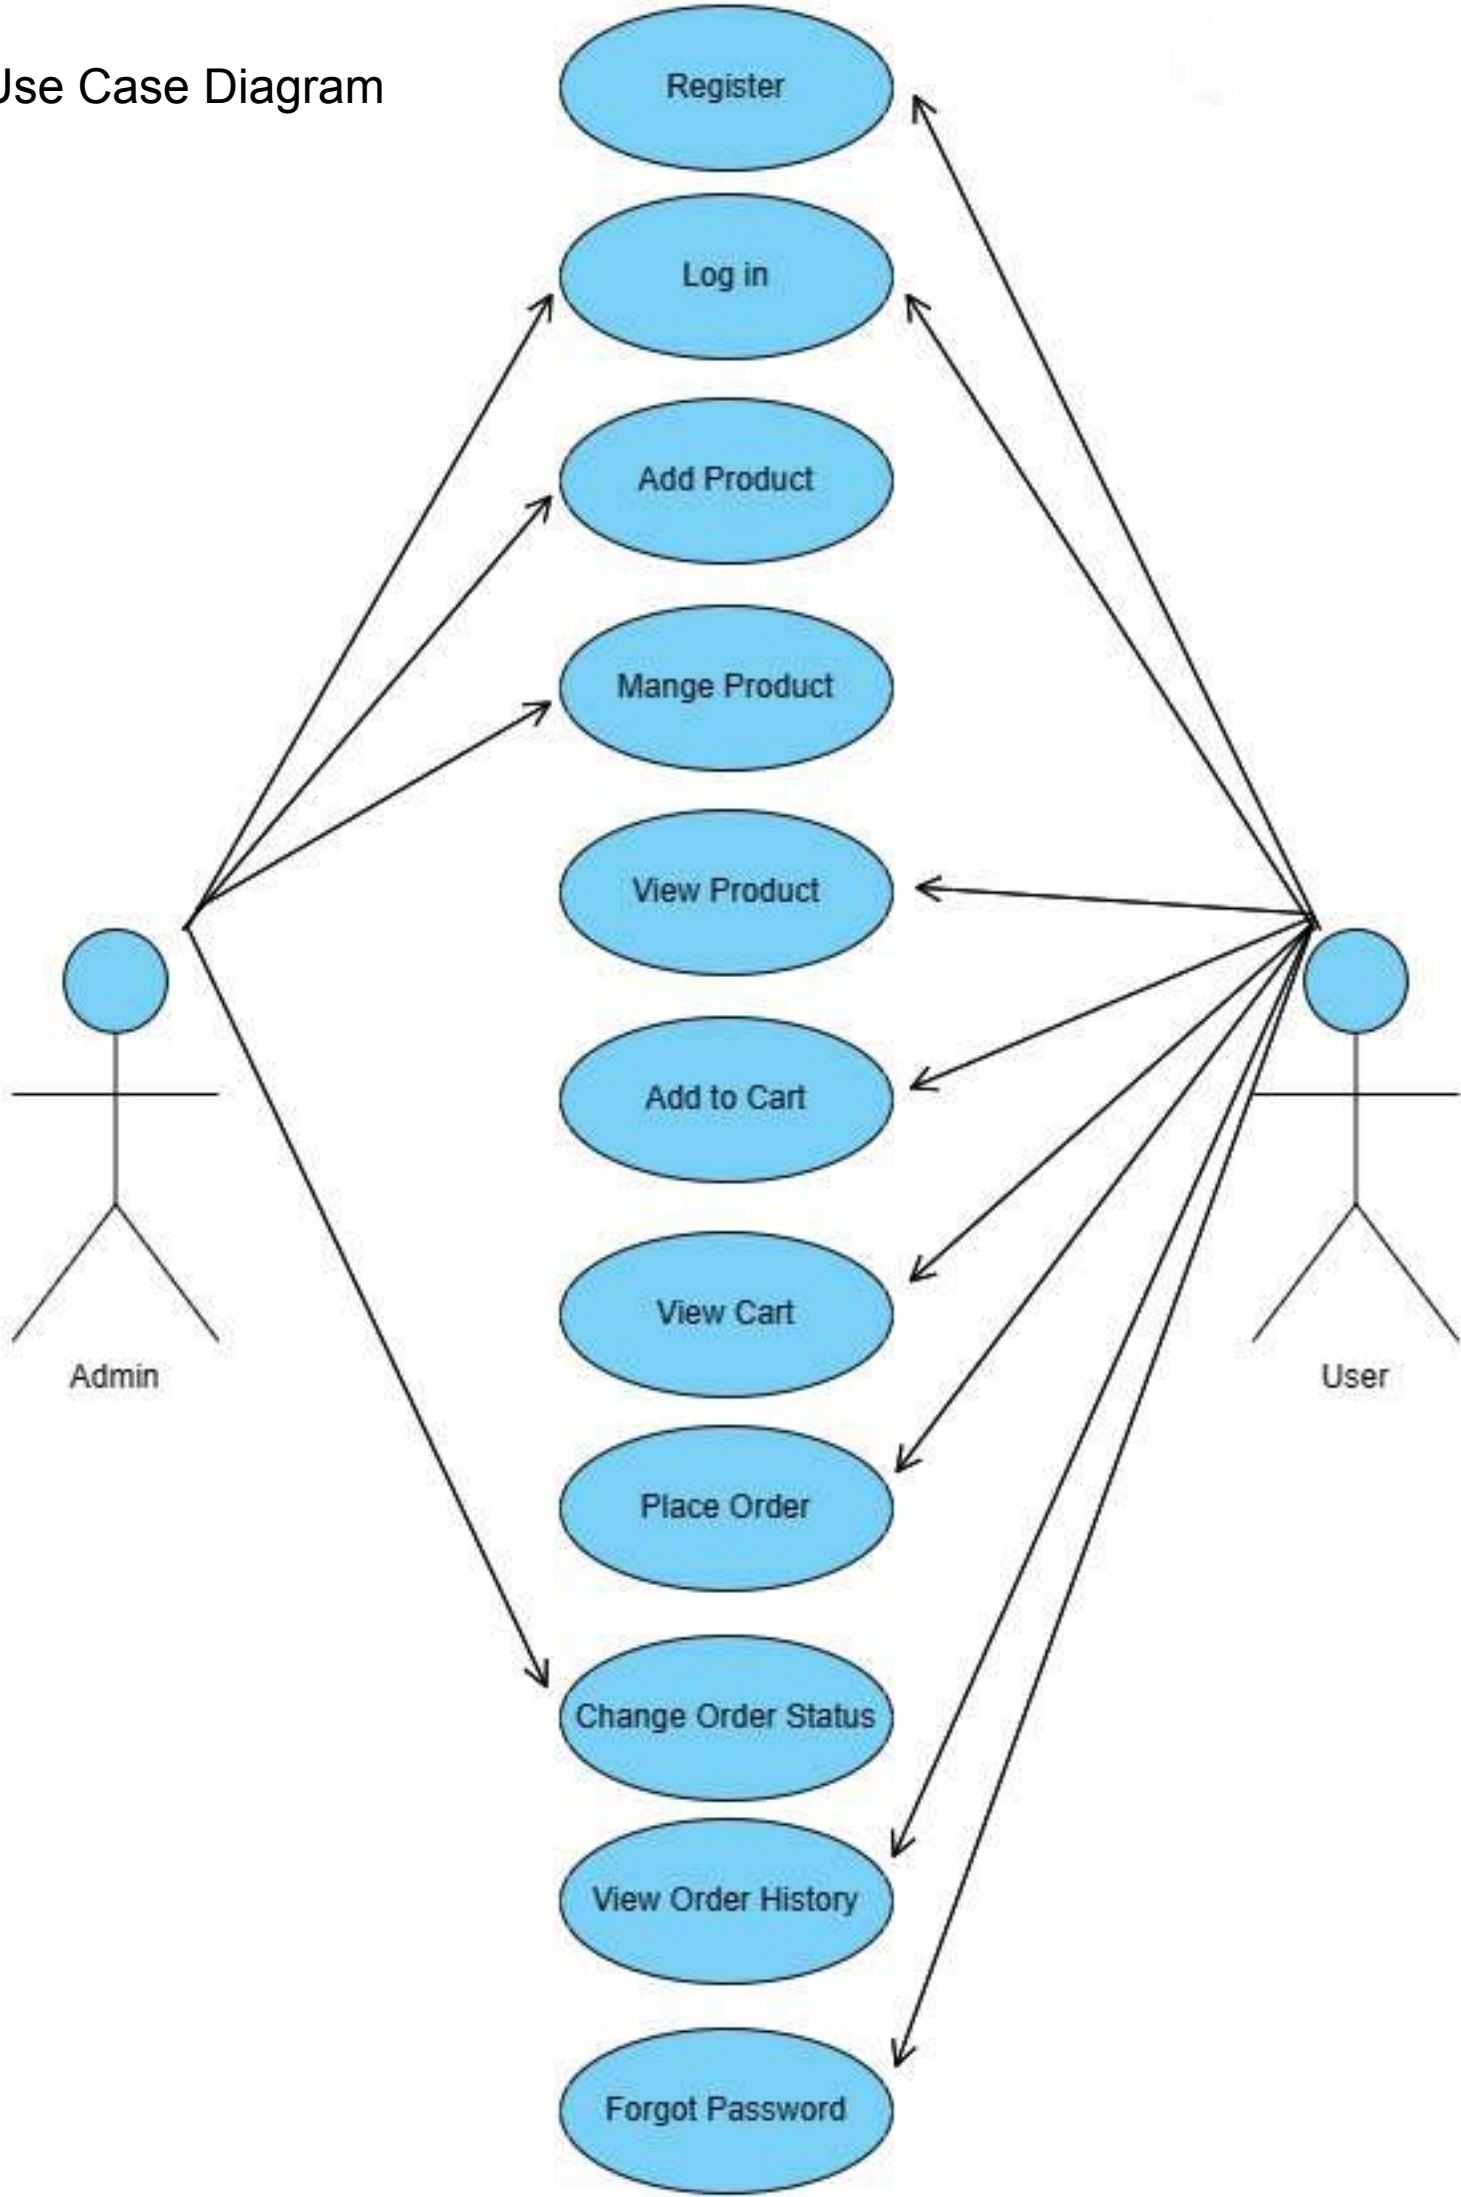 Use Case Diagram
Register
Log in
Add Product
Mange Product
View Product
Add to Cart
View Cart
Admin
User
Place Order
Change Order Status
View Order History
Forgot Password